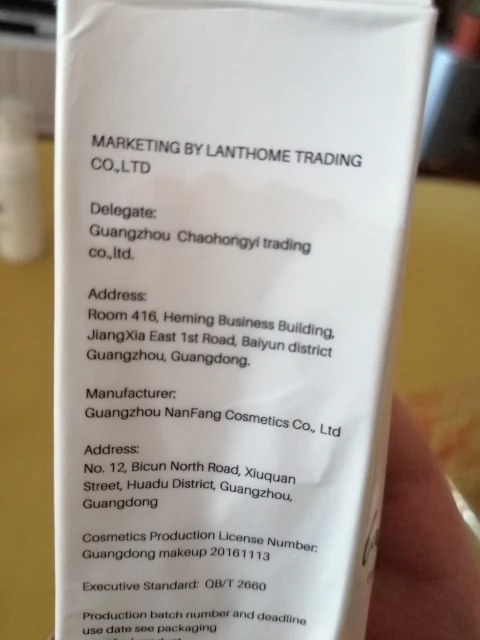 MARKETING BY LANTHOME TRADING
CO.,LTD
Delegate:
Guangzhou Chaohongyi trading
co.,ltd.
Address:
Room 416, Heming Business Building,
JiangXia East 1st Road, Baiyun district
Guangzhou, Guangdong.
Manufacturer:
Guangzhou NanFang Cosmetics Co., Ltd
Address:
No. 12, Bicun North Road, Xiuquan
Street, Huadu District, Guangzhou,
Guangdong
Cosmetics Production License Number:
Guangdong makeup 20161113
Executive Standard: QB/T 2660
Production batch number and deadline
use date see packaging